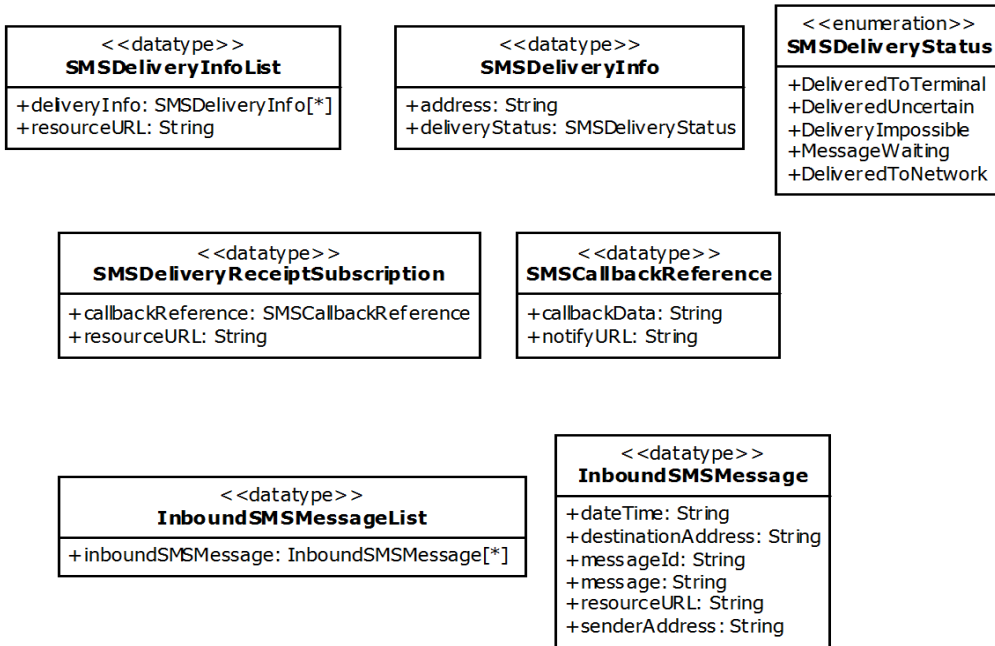 <<datatype>>
SMSDeliveryInfoList
+deliveryInfo: SMSDeliveryInfo[*]
+resourceURL: String
<<datatype>>
SMSDeliveryInfo
+address: String
+deliveryStatus: SMSDeliveryStatus
<<enumeration>>
SMSDeliveryStatus
+DeliveredToTerminal
+DeliveredUncertain
+DeliveryImpossible
+MessageWaiting
+DeliveredToNetwork
<<datatype>>
SMSDeliveryReceiptSubscription
+callbackReference: SMSCallbackReference
+resourceURL: String
<<datatype>>
SMSCallbackReference
+callbackData: String
+notifyURL: String
<<datatype>>
InboundSMSMessageList
+inboundSMSMessage: InboundSMSMessage[*]
<<datatype>>
InboundSMSMessage
+dateTime: String
+destinationAddress: String
+messageId: String
+message: String
+resourceURL: String
+senderAddress: String